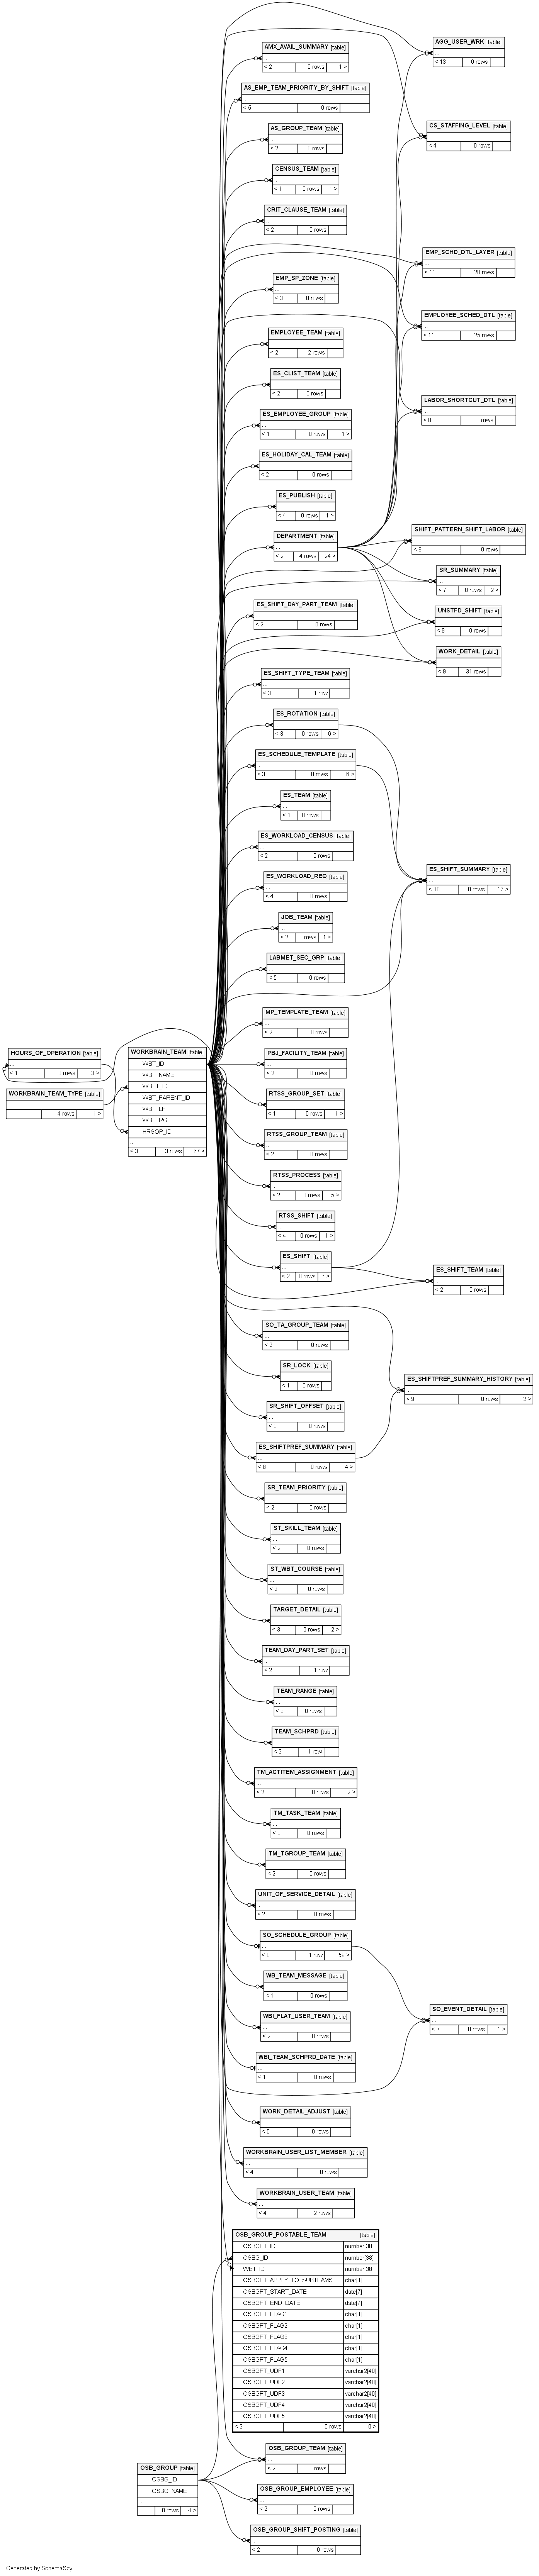 AGG_USER_WRK [table]
...
< 13 0 rows
AMX_AVAIL_SUMMARY [table]
...
< 2 0 rows 1 >
AS_EMP_TEAM_PRIORITY_BY_SHIFT [table]
...
< 5 0 rows
AS_GROUP_TEAM [table]
...
< 2 0 rows
CS_STAFFING_LEVEL [table]
...
< 4 0 rows
CENSUS_TEAM [table]
...
< 1 0 rows 1 >
CRIT_CLAUSE_TEAM [table]
...
< 2 0 rows
EMP_SCHD_DTL_LAYER [table]
...
< 11 20 rows
EMP_SP_ZONE [table]
...
< 3 0 rows
EMPLOYEE_SCHED_DTL [table]
...
< 11 25 rows
EMPLOYEE_TEAM [table]
...
< 2 2 rows
ES_CLIST_TEAM [table]
...
< 2 0 rows
LABOR_SHORTCUT_DTL [table]
...
< 8 0 rows
ES_EMPLOYEE_GROUP [table]
...
< 1 0 rows 1 >
ES_HOLIDAY_CAL_TEAM [table]
...
< 2 0 rows
ES_PUBLISH [table]
...
< 4 0 rows 1 >
DEPARTMENT [table]
...
< 2 4 rows 24 >
SHIFT_PATTERN_SHIFT_LABOR [table]
...
< 9 0 rows
SR_SUMMARY [table]
...
< 7 0 rows 2 >
ES_SHIFT_DAY_PART_TEAM [table]
...
< 2 0 rows
UNSTFD_SHIFT [table]
...
< 9 0 rows
WORK_DETAIL [table]
...
< 9 31 rows
ES_SHIFT_TYPE_TEAM [table]
...
< 3 1 row
ES_ROTATION [table]
...
< 3 0 rows 6 >
ES_SCHEDULE_TEMPLATE [table]
...
< 3 0 rows 6 >
ES_TEAM [table]
...
< 1 0 rows
ES_WORKLOAD_CENSUS [table]
...
< 2 0 rows
ES_WORKLOAD_REQ [table]
...
< 4 0 rows
ES_SHIFT_SUMMARY [table]
...
< 10 0 rows 17 >
JOB_TEAM [table]
...
< 2 0 rows 1 >
LABMET_SEC_GRP [table]
...
< 5 0 rows
MP_TEMPLATE_TEAM [table]
...
< 2 0 rows
HOURS_OF_OPERATION [table]
...
< 1 0 rows 3 >
WORKBRAIN_TEAM_TYPE [table]
...
4 rows 1 >
WORKBRAIN_TEAM [table]
WBT_ID
WBT_NAME
WBTT_ID
WBT_PARENT_ID
WBT_LFT
WBT_RGT
HRSOP_ID
...
< 3 3 rows 67 >
PBJ_FACILITY_TEAM [table]
...
< 2 0 rows
RTSS_GROUP_SET [table]
...
< 1 0 rows 1 >
RTSS_GROUP_TEAM [table]
...
< 2 0 rows
RTSS_PROCESS [table]
...
< 2 0 rows 5 >
RTSS_SHIFT [table]
...
< 4 0 rows 1 >
ES_SHIFT [table]
...
< 2 0 rows 6 >
ES_SHIFT_TEAM [table]
...
< 2 0 rows
SO_TA_GROUP_TEAM [table]
...
< 2 0 rows
SR_LOCK [table]
...
< 1 0 rows
ES_SHIFTPREF_SUMMARY_HISTORY [table]
...
< 9 0 rows 2 >
SR_SHIFT_OFFSET [table]
...
< 3 0 rows
ES_SHIFTPREF_SUMMARY [table]
...
< 6 0 rows 4 >
SR_TEAM_PRIORITY [table]
...
< 2 0 rows
ST_SKILL_TEAM [table]
...
< 2 0 rows
ST_WBT_COURSE [table]
...
< 2 0 rows
TARGET_DETAIL [table]
...
< 3 0 rows 2 >
TEAM_DAY_PART_SET [table]
...
< 2 1 row
TEAM_RANGE [table]
...
< 3 0 rows
TEAM_SCHPRD [table]
...
< 2 1 row
TM_ACTITEM_ASSIGNMENT [table]
...
< 2 0 rows 2 >
TM_TASK_TEAM [table]
...
< 3 0 rows
TM_TGROUP_TEAM [table]
...
< 2 0 rows
UNIT_OF_SERVICE_DETAIL [table]
...
< 2 0 rows
SO_SCHEDULE_GROUP [table]
...
< 8 1 row 59 >
WB_TEAM_MESSAGE [table]
...
< 1 0 rows
SO_EVENT_DETAIL [table]
...
< 7 0 rows 1 >
WBI_FLAT_USER_TEAM [table]
...
< 2 0 rows
WBI_TEAM_SCHPRD_DATE [table]
...
< 1 0 rows
WORK_DETAIL_ADJUST [table]
...
< 5 0 rows
WORKBRAIN_USER_LIST_MEMBER [table]
...
< 4 0 rows
WORKBRAIN_USER_TEAM [table]
...
< 4 2 rows
OSB_GROUP_POSTABLE_TEAM [table]
OSBGPT_ID number[38]
OSBG_ID number[38]
WBT_ID number[38]
OSBGPT_APPLY_TO_SUBTEAMS char[1]
OSBGPT_START_DATE date[7]
OSBGPT_END_DATE date[7]
OSBGPT_FLAG1 char[1]
OSBGPT_FLAG2 char[1]
OSBGPT_FLAG3 char[1]
OSBGPT_FLAG4 char[1]
OSBGPT_FLAG5 char[1]
OSBGPT_UDF1 varchar2[40]
OSBGPT_UDF2 varchar2[40]
OSBGPT_UDF3 varchar2[40]
OSBGPT_UDF4 varchar2[40]
OSBGPT_UDF5 varchar2[40]
< 2 0 rows 0 >
OSB_GROUP_TEAM [table]
...
< 2 0 rows
OSB_GROUP [table]
OSBG_ID
OSBG_NAME
...
0 rows 4 >
OSB_GROUP_EMPLOYEE [table]
...
< 2 0 rows
OSB_GROUP_SHIFT_POSTING [table]
...
< 2 0 rows
Generated by SchemaSpy